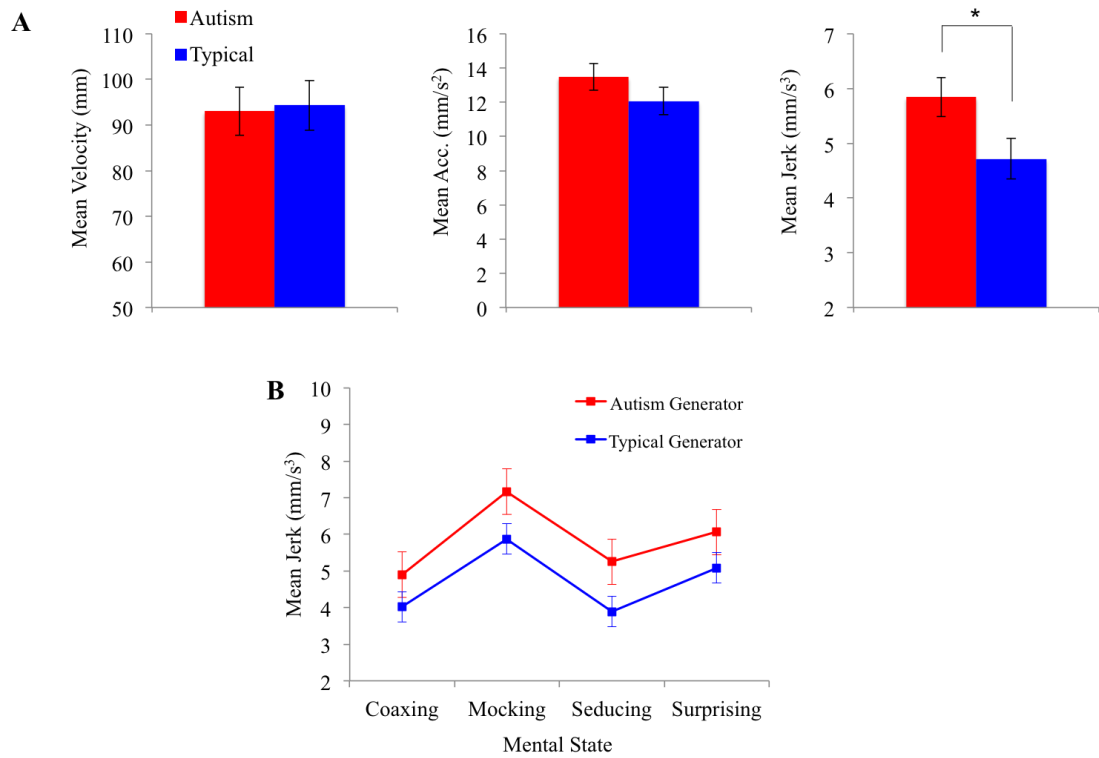 A
Autism
Typical
Mean Velocity (mm)
110
100
90
80
70
60
50
Mean Acc. (mm/s²)
16
14
12
10
8
6
4
2
0
Mean Jerk (mm/s³)
7
6
5
4
3
2
*
B
Mean Jerk (mm/s³)
10
9
8
7
6
5
4
3
2
Autism Generator
Typical Generator
Coaxing Mocking Seducing Surprising
Mental State